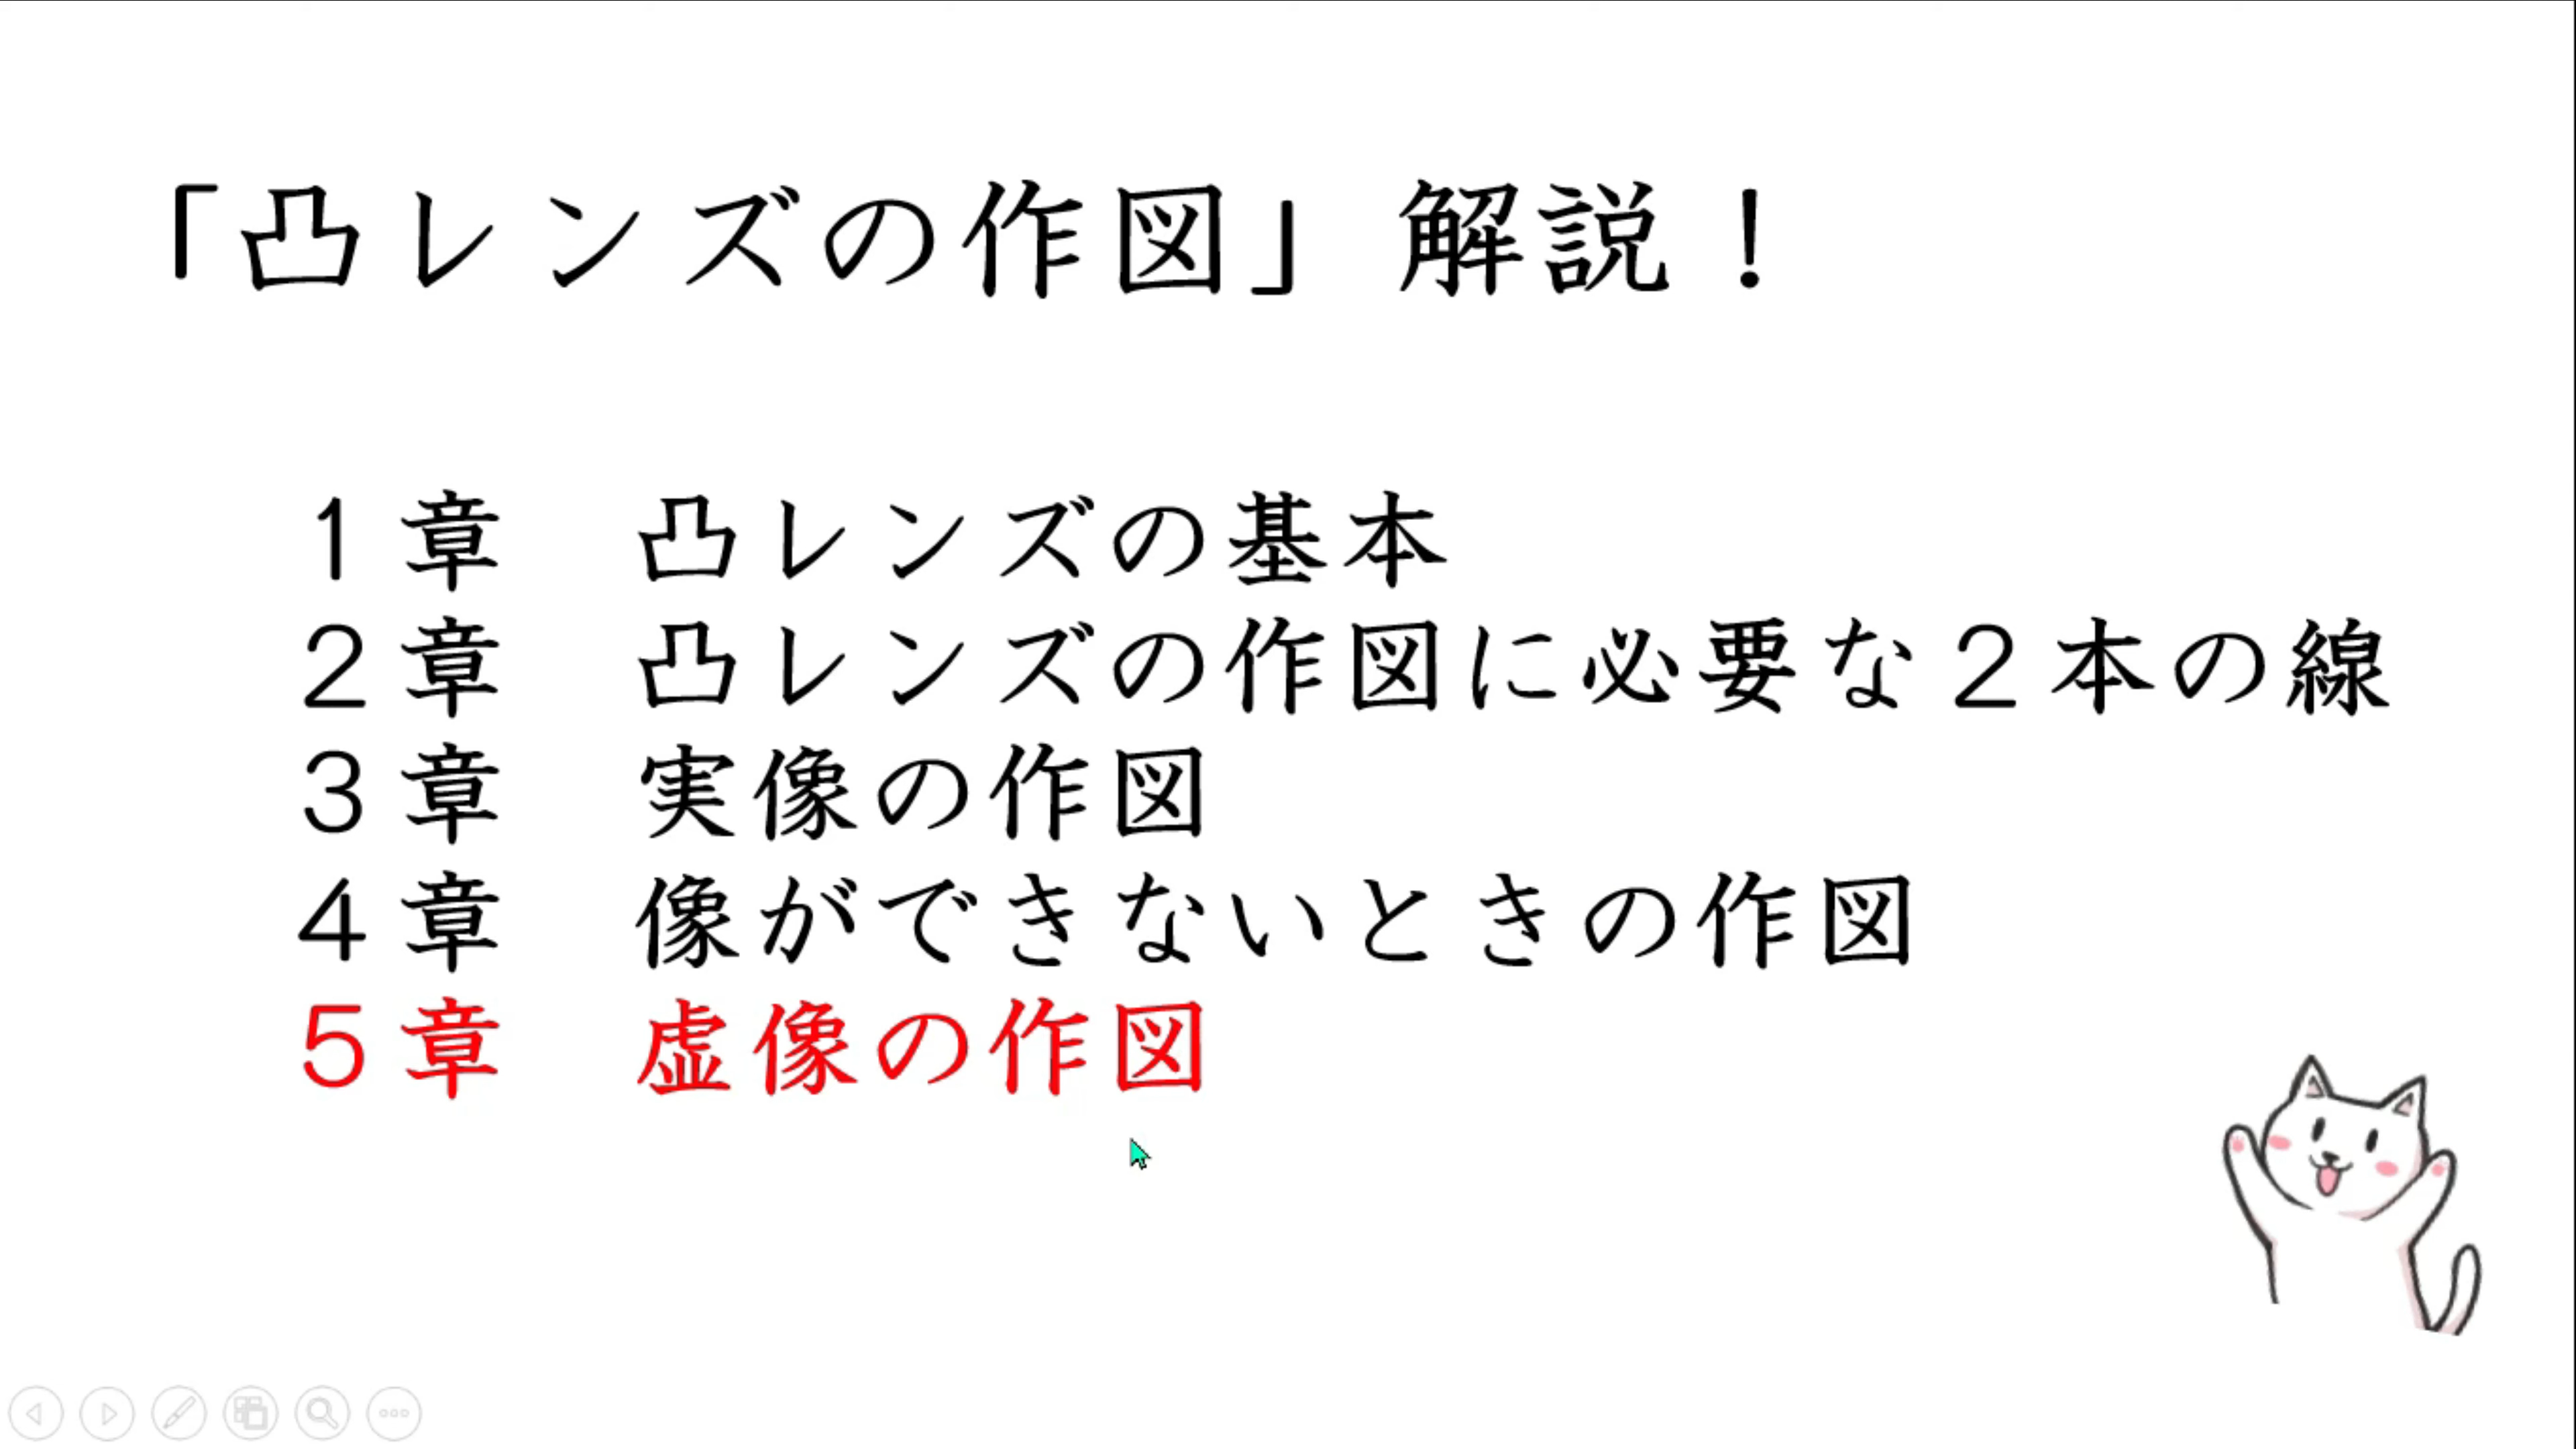 「凸レンズの作図」解説！
１章　凸レンズの基本
２章　凸レンズの作図に必要な２本の線
３章　実像の作図
４章　像ができないときの作図
５章　虚像の作図